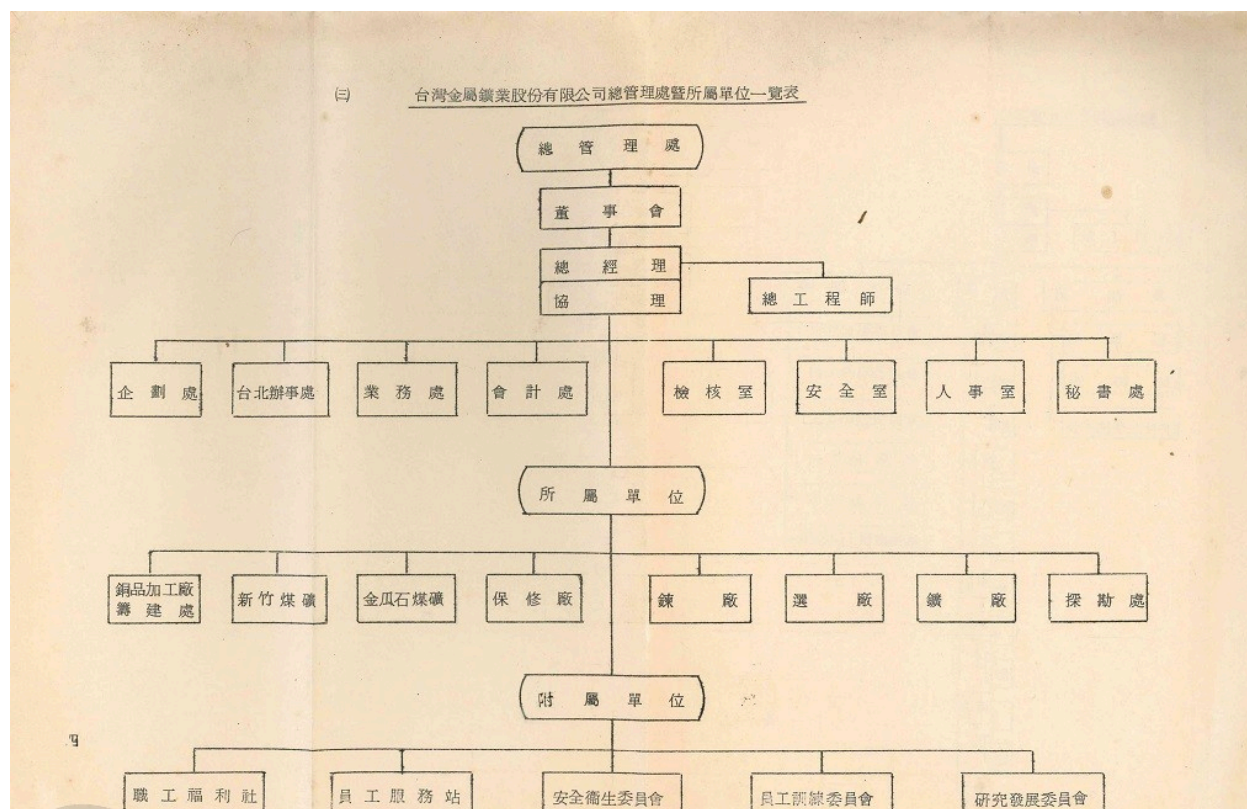 ㈢ 台灣金屬鑛業股份有限公司總管理處暨所屬單位一覽表
總管理處
董事會
總經理
協理
總工程師
企劃處 台北辦事處 業務處 會計處 檢核室 安全室 人事室 秘書處
所屬單位
銅品加工廠
籌建處
新竹煤礦 金瓜石煤礦 保修廠 鍊廠 選廠 鑛廠 探勘處
附屬單位
職工福利社 員工服務站 安全衞生委員會 員工訓練委員會 研究發展委員會